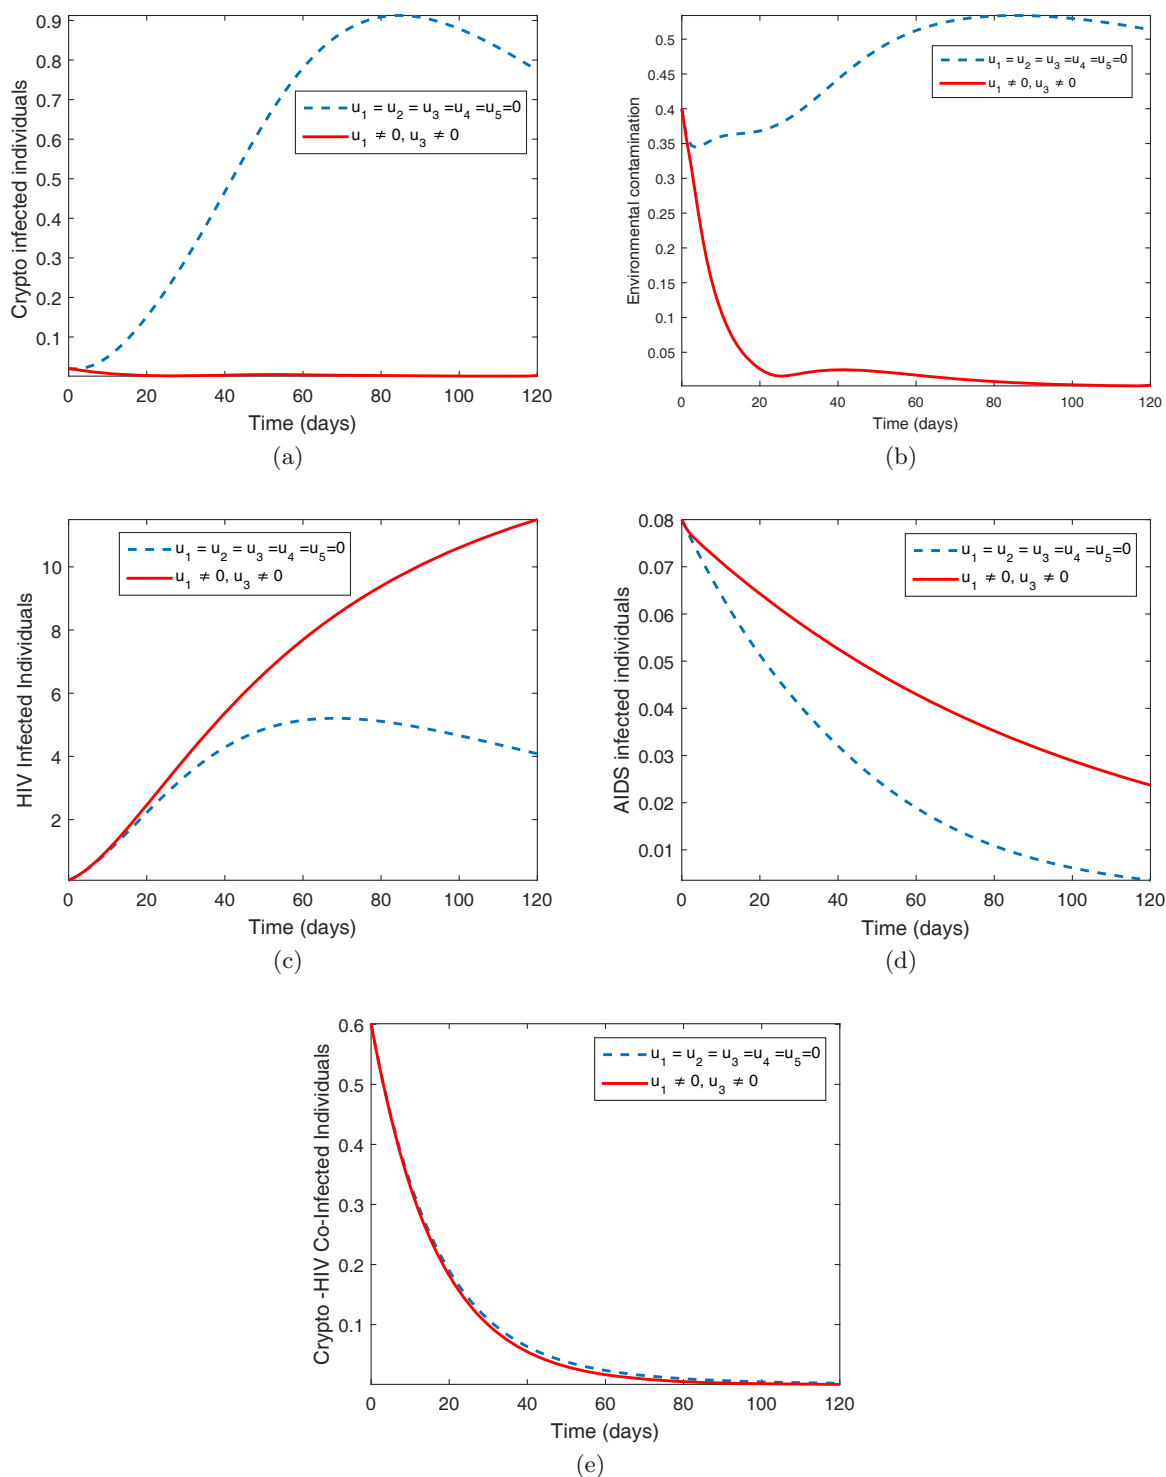 0.9
0.8
0.7
0.6
0.5
0.4
0.3
0.2
0.1
Crypto infected individuals
u1 = u2 = u3 =u4 =u5=0
u1 ≠ 0, u3 ≠ 0
0 20 40 60 80 100 120
Time (days)
(a)
0.5
0.45
0.4
0.35
0.3
0.25
0.2
0.15
0.1
0.05
Environmental contamination
u1 = u2 = u3 =u4 =u5=0
u1 ≠ 0, u3 ≠ 0
0 20 40 60 80 100 120
Time (days)
(b)
10
8
6
4
2
HIV Infected Individuals
u1 = u2 = u3 =u4 =u5=0
u1 ≠ 0, u3 ≠ 0
0 20 40 60 80 100 120
Time (days)
(c)
0.08
0.07
0.06
0.05
0.04
0.03
0.02
0.01
AIDS infected individuals
u1 = u2 = u3 =u4 =u5=0
u1 ≠ 0, u3 ≠ 0
0 20 40 60 80 100 120
Time (days)
(d)
0.6
0.5
0.4
0.3
0.2
0.1
Crypto -HIV Co-Infected Individuals
u1 = u2 = u3 =u4 =u5=0
u1 ≠ 0, u3 ≠ 0
0 20 40 60 80 100 120
Time (days)
(e)